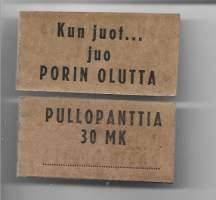 Kun juot...
juo
PORIN OLUTTA
PULLOPANTTIA
30 MK